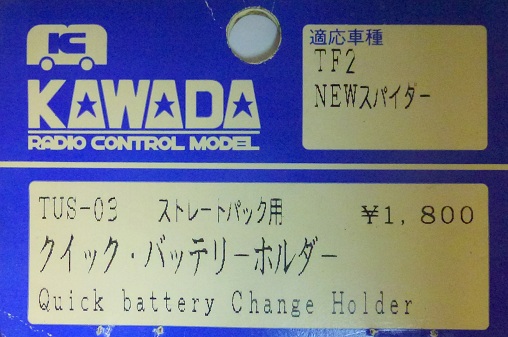 K
KAWADA
RADIO CONTROL MODEL
適応車種
TF2
NEWスパイダー
TUS-03 ストレートパック用 ¥1,800
クイック・バッテリーホルダー
Quick battery Change Holder